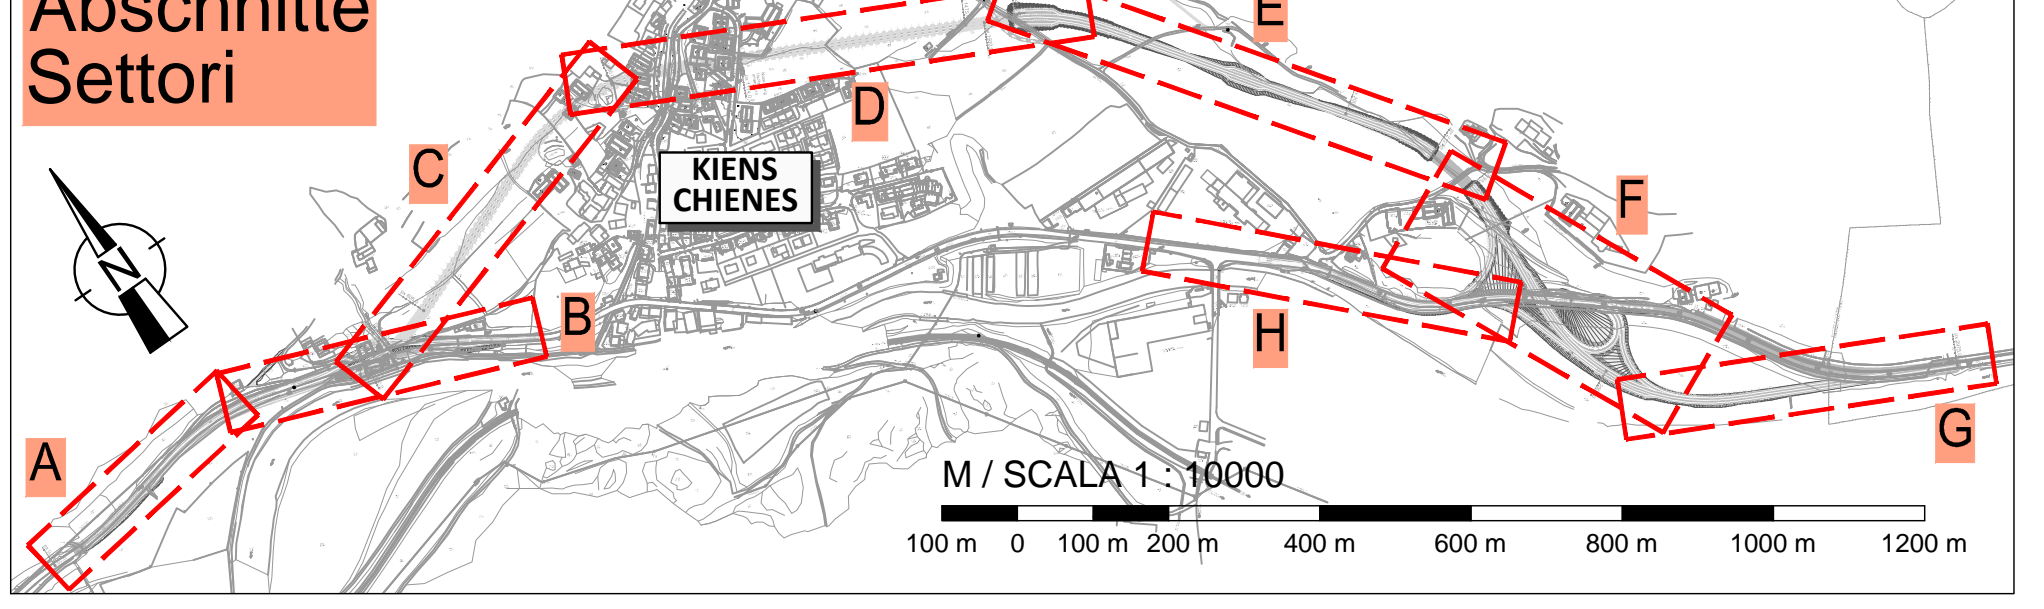 Abschnitte
Settori
E
D
C
KIENS
CHIENES
F
N
B
H
G
A
M / SCALA 1 : 10000
100 m 0 100 m 200 m 400 m 600 m 800 m 1000 m 1200 m